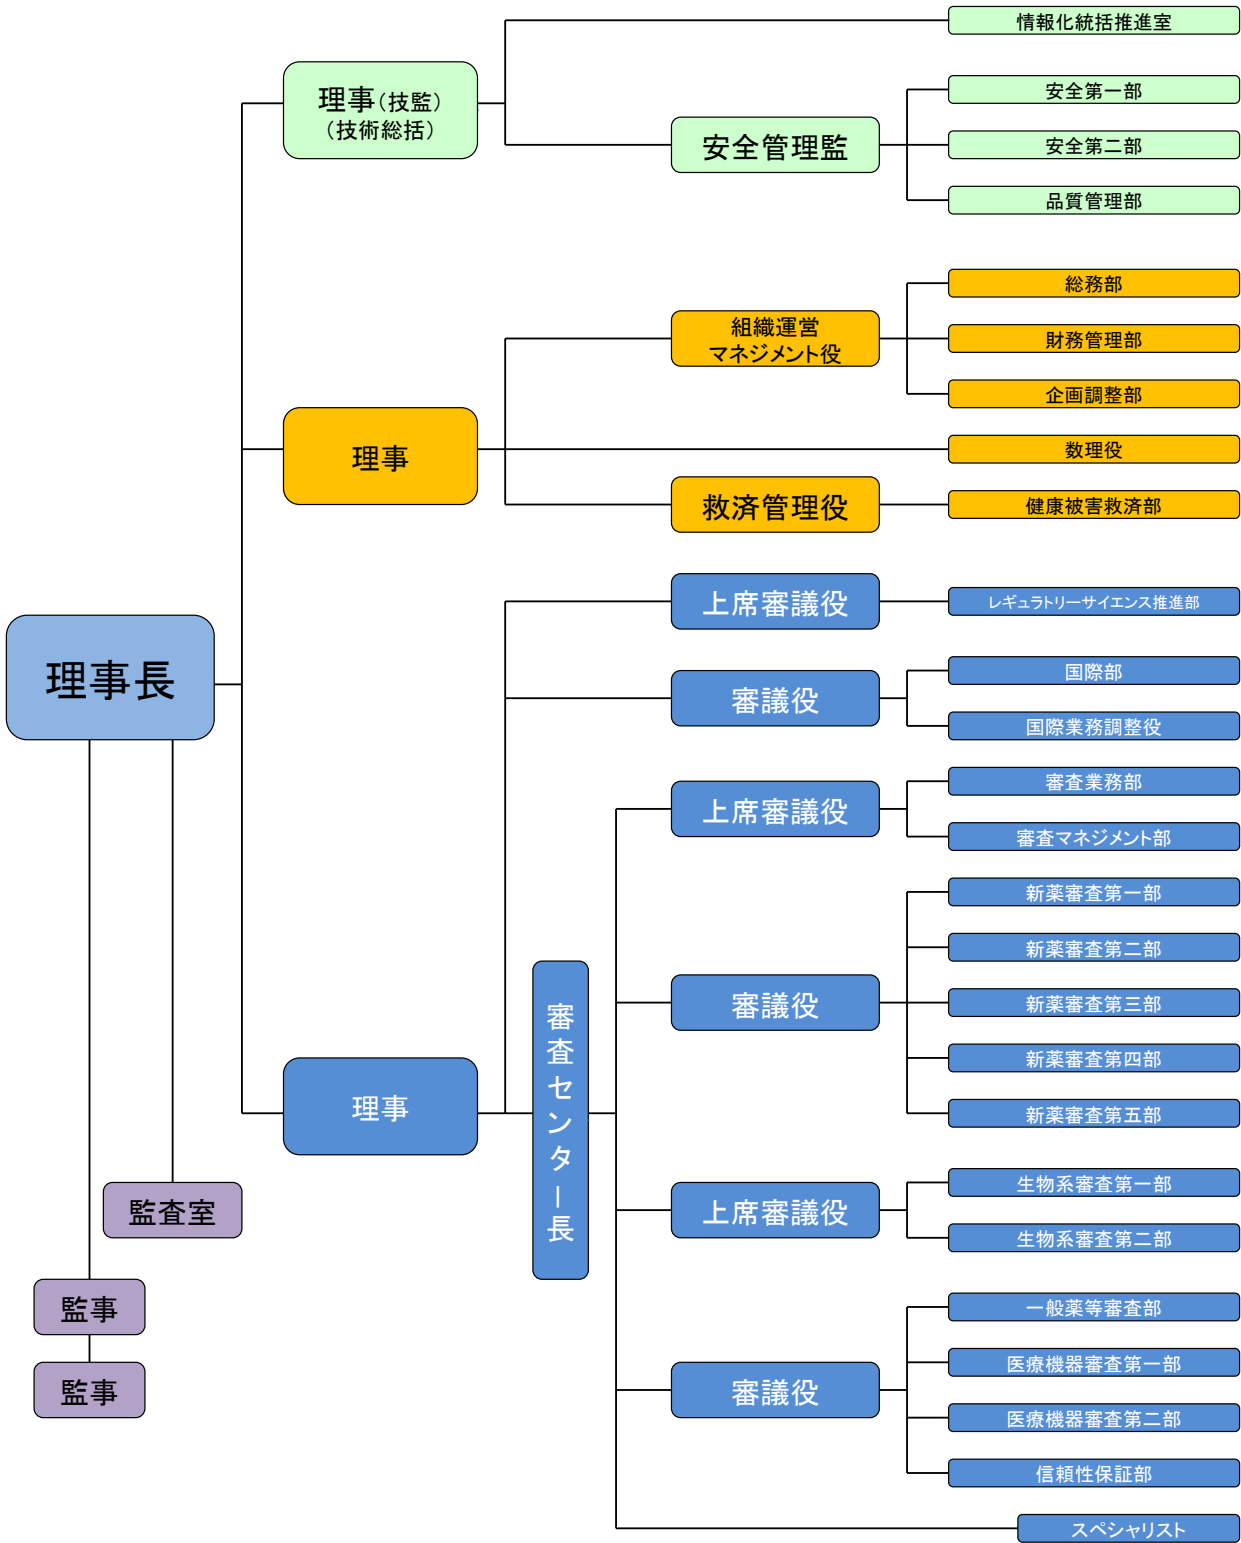 情報化統括推進室
理事（技監）
（技術総括）
安全第一部
安全管理監
安全第二部
品質管理部
総務部
組織運営
マネジメント役
財務管理部
企画調整部
理事
数理役
救済管理役
健康被害救済部
上席審議役
レギュラトリーサイエンス推進部
理事長
審議役
国際部
国際業務調整役
上席審議役
審査業務部
審査マネジメント部
新薬審査第一部
新薬審査第二部
審議役
新薬審査第三部
新薬審査第四部
新薬審査第五部
理事
審査センター長
監査室
上席審議役
生物系審査第一部
生物系審査第二部
監事
監事
一般薬等審査部
医療機器審査第一部
審議役
医療機器審査第二部
信頼性保証部
スペシャリスト